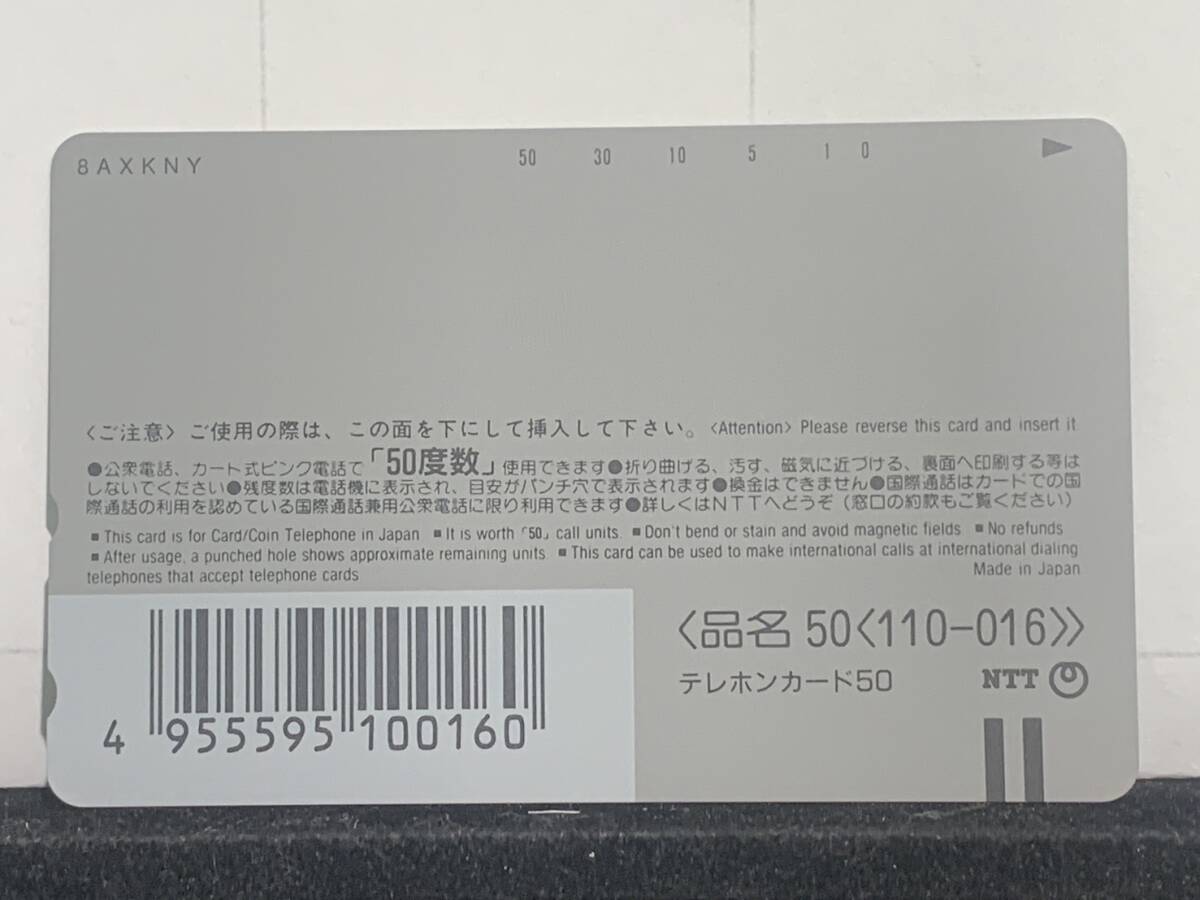 8AXKNY 50 30 10 5 1 0
〈ご注意〉ご使用の際は、この面を下にして挿入して下さい。〈Attention〉Please reverse this card and insert it
●公衆電話、カード式ピンク電話で「50度数」使用できます●折り曲げる、汚す、磁気に近づける、裏面へ印刷する等は
しないでください●残度数は電話機に表示され、目安がパンチ穴で表示されます●換金はできません●国際通話はカードでの国
際通話の利用を認めている国際通話兼用公衆電話に限り利用できます●詳しくはNTTへどうぞ（窓口の約款もご覧ください）
■This card is for Card/Coin Telephone in Japan ■It is worth「50」call units. ■Don't bend or stain and avoid magnetic fields ■No refunds
■After usage, a punched hole shows approximate remaining units. ■This card can be used to make international calls at international dialing
telephones that accept telephone cards
Made in Japan
〈品名 50〈110-016〉〉
テレホンカード50 NTT
4 955595 100160